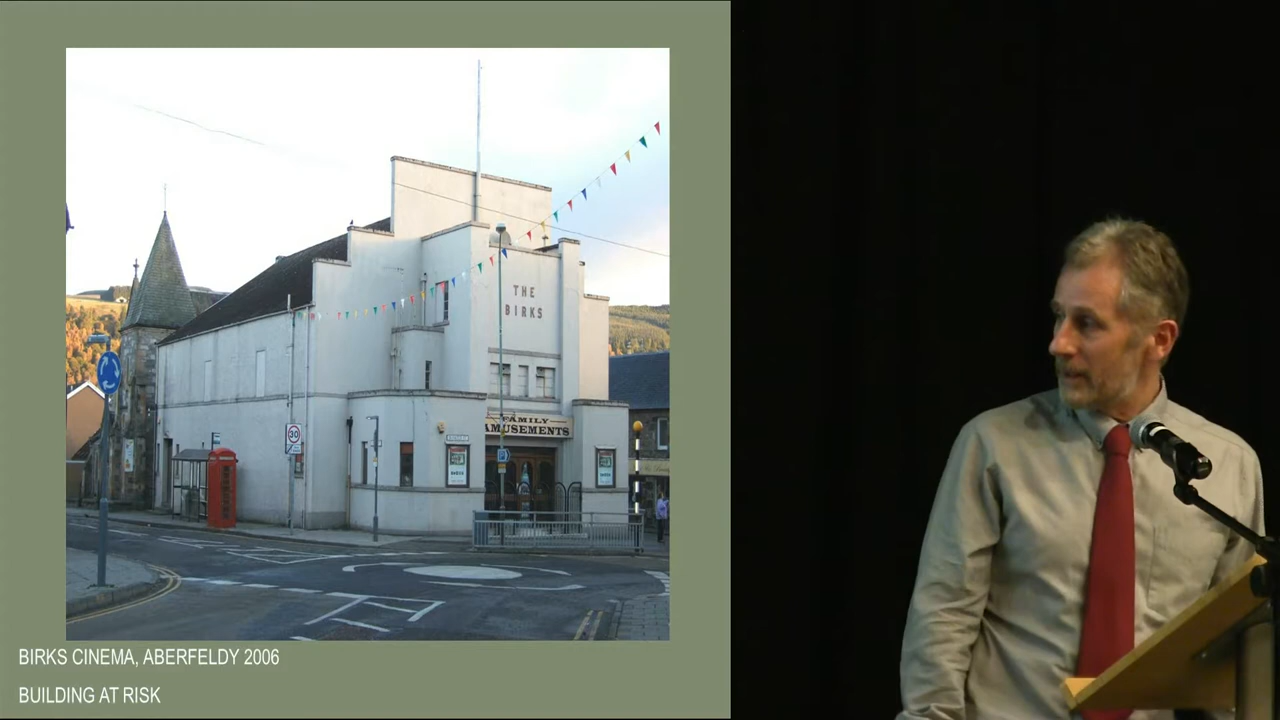 THE
BIRKS
FAMILY
AMUSEMENTS
30
BIRKS CINEMA, ABERFELDY 2006
BUILDING AT RISK